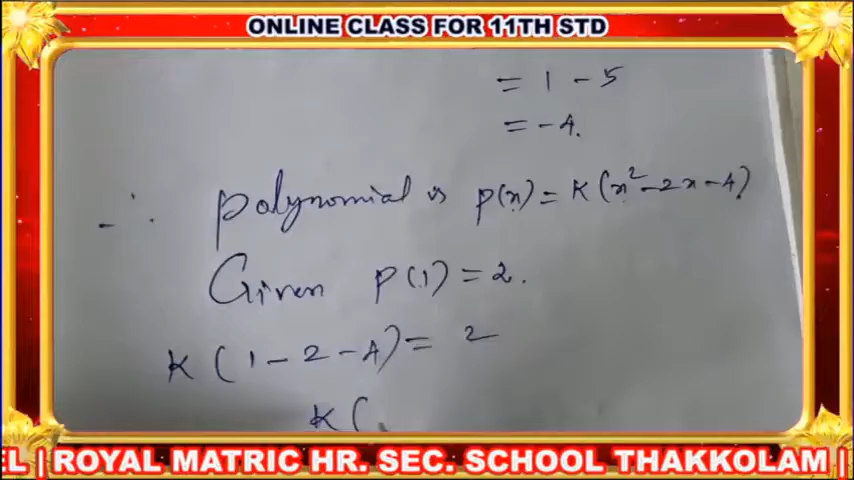 ONLINE CLASS FOR 11TH STD
= 1 - 5
= -4.
∴ polynomial is p(x) = K(x² - 2x - 4)
Given p(1) = 2.
K(1 - 2 - 4) = 2
K(
EL | ROYAL MATRIC HR. SEC. SCHOOL THAKKOLAM |